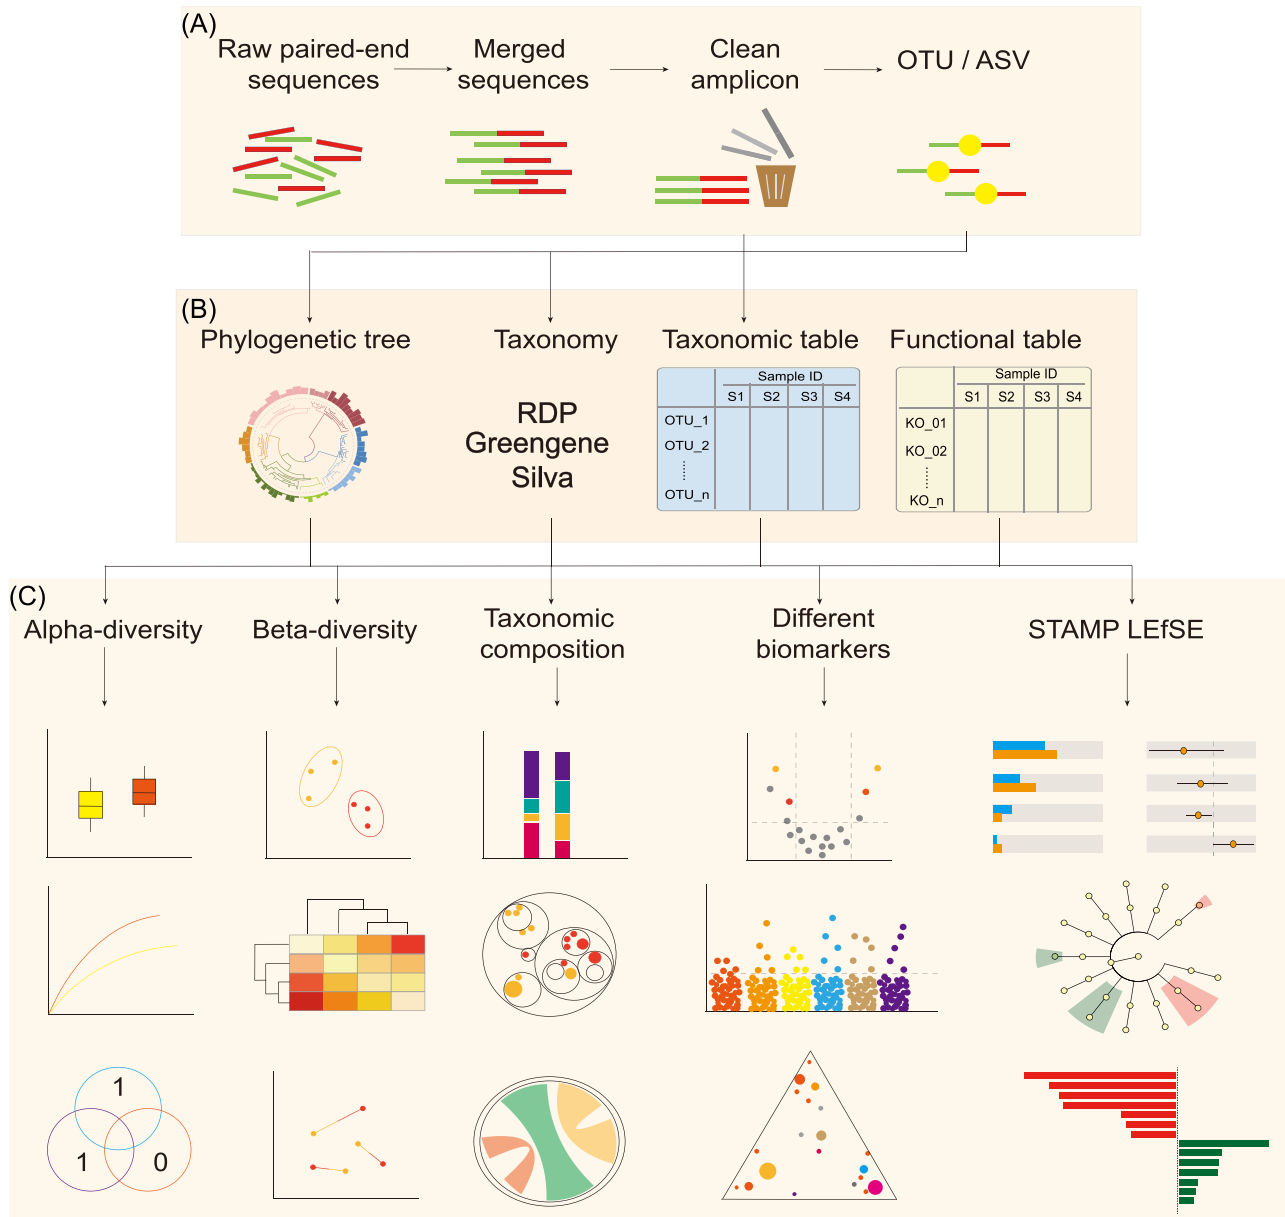 (A)
Raw paired-end
sequences
Merged
sequences
Clean
amplicon
OTU / ASV
(B)
Phylogenetic tree
Taxonomy
RDP
Greengene
Silva
Taxonomic table
Sample ID
S1 S2 S3 S4
OTU_1
OTU_2
OTU_n
Functional table
Sample ID
S1 S2 S3 S4
KO_01
KO_02
KO_n
(C)
Alpha-diversity
Beta-diversity
Taxonomic
composition
Different
biomarkers
STAMP LEfSE
1
1 0